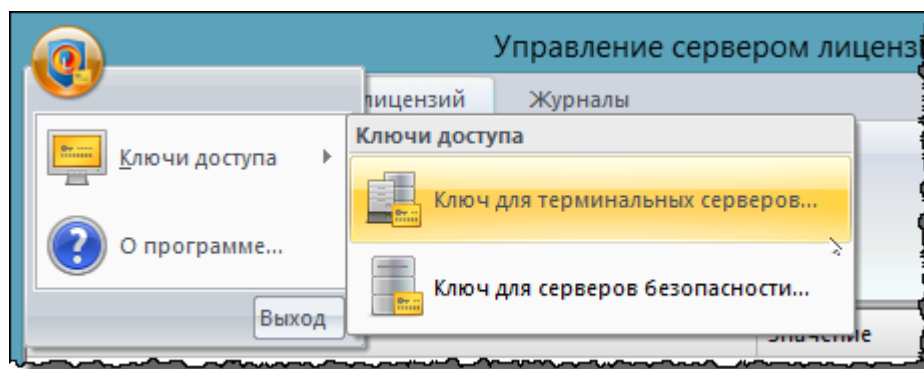 Управление сервером лиценз
лицензий Журналы
Ключи доступа
Ключи доступа
Ключ для терминальных серверов...
О программе...
Ключ для серверов безопасности...
Выход
Значение